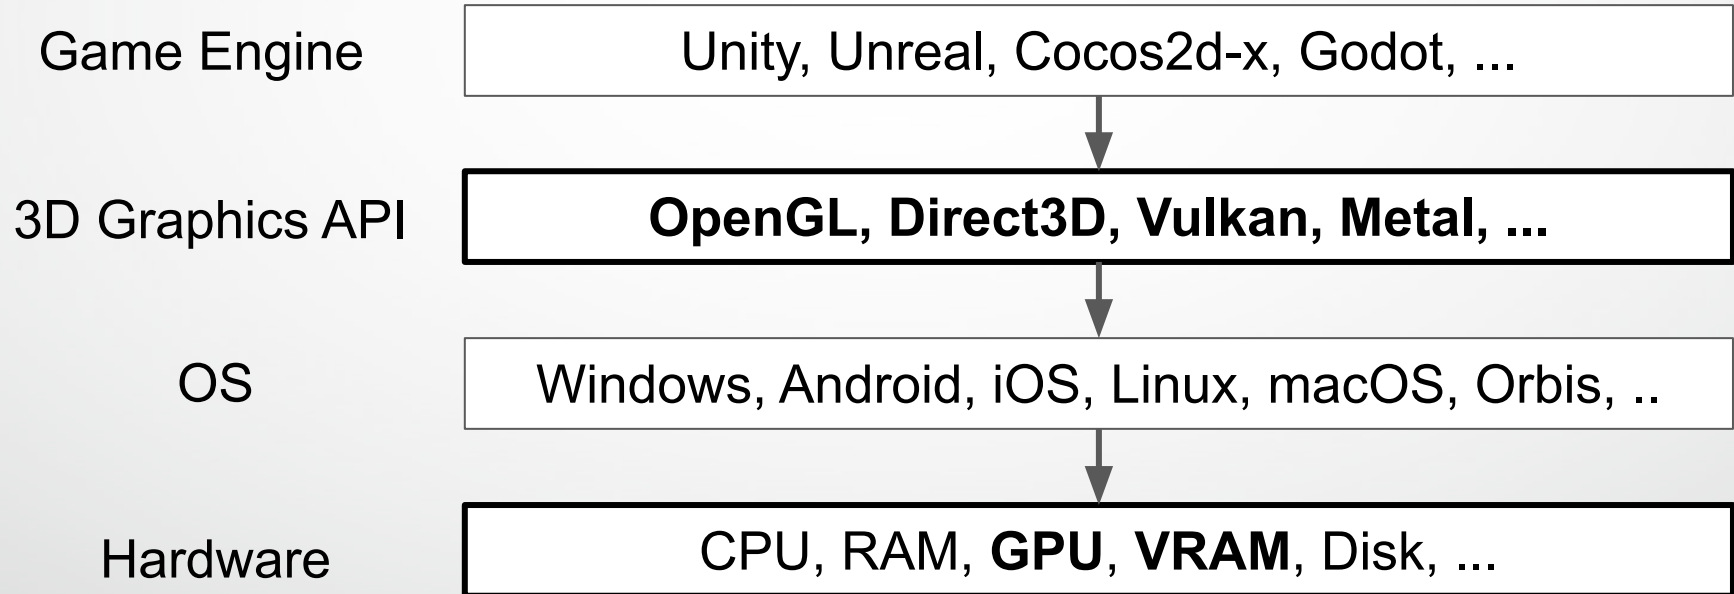 Game Engine
Unity, Unreal, Cocos2d-x, Godot, ...
3D Graphics API
OpenGL, Direct3D, Vulkan, Metal, ...
OS
Windows, Android, iOS, Linux, macOS, Orbis, ..
Hardware
CPU, RAM, GPU, VRAM, Disk, ...